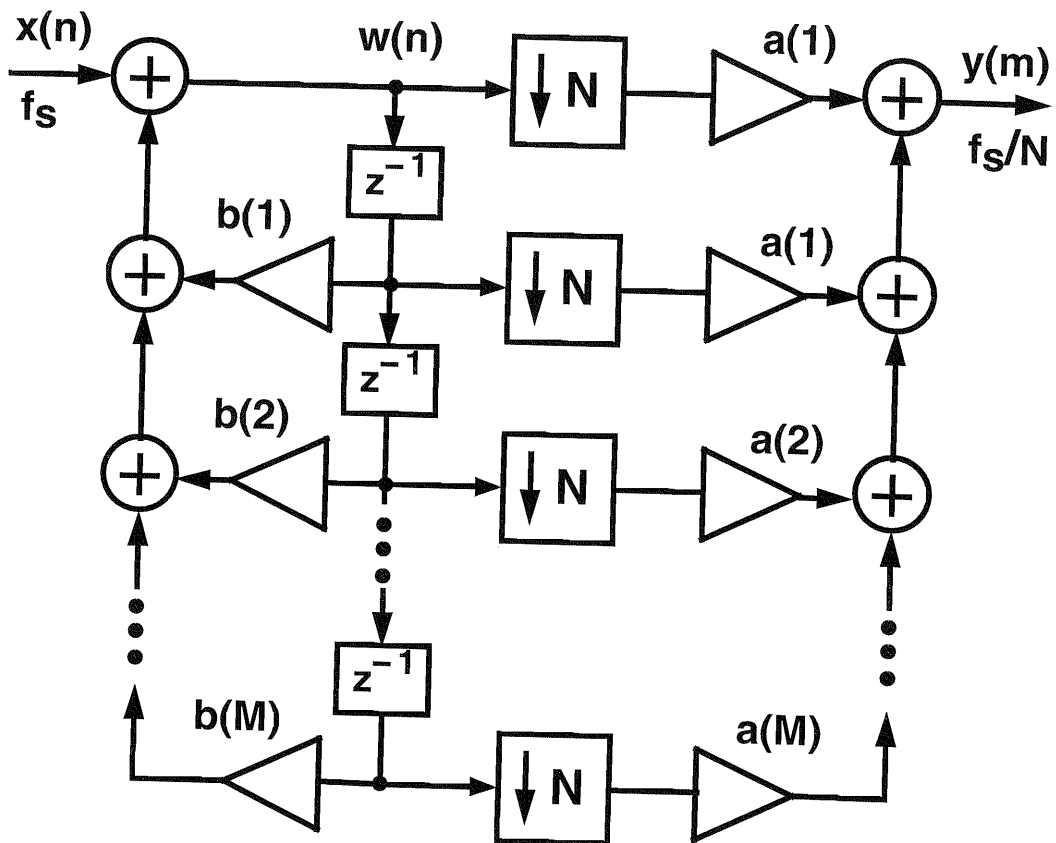 x(n)
w(n)
a(1)
y(m)
fs
↓ N
fs/N
z⁻¹
b(1)
a(1)
↓ N
z⁻¹
b(2)
a(2)
↓ N
z⁻¹
b(M)
a(M)
↓ N